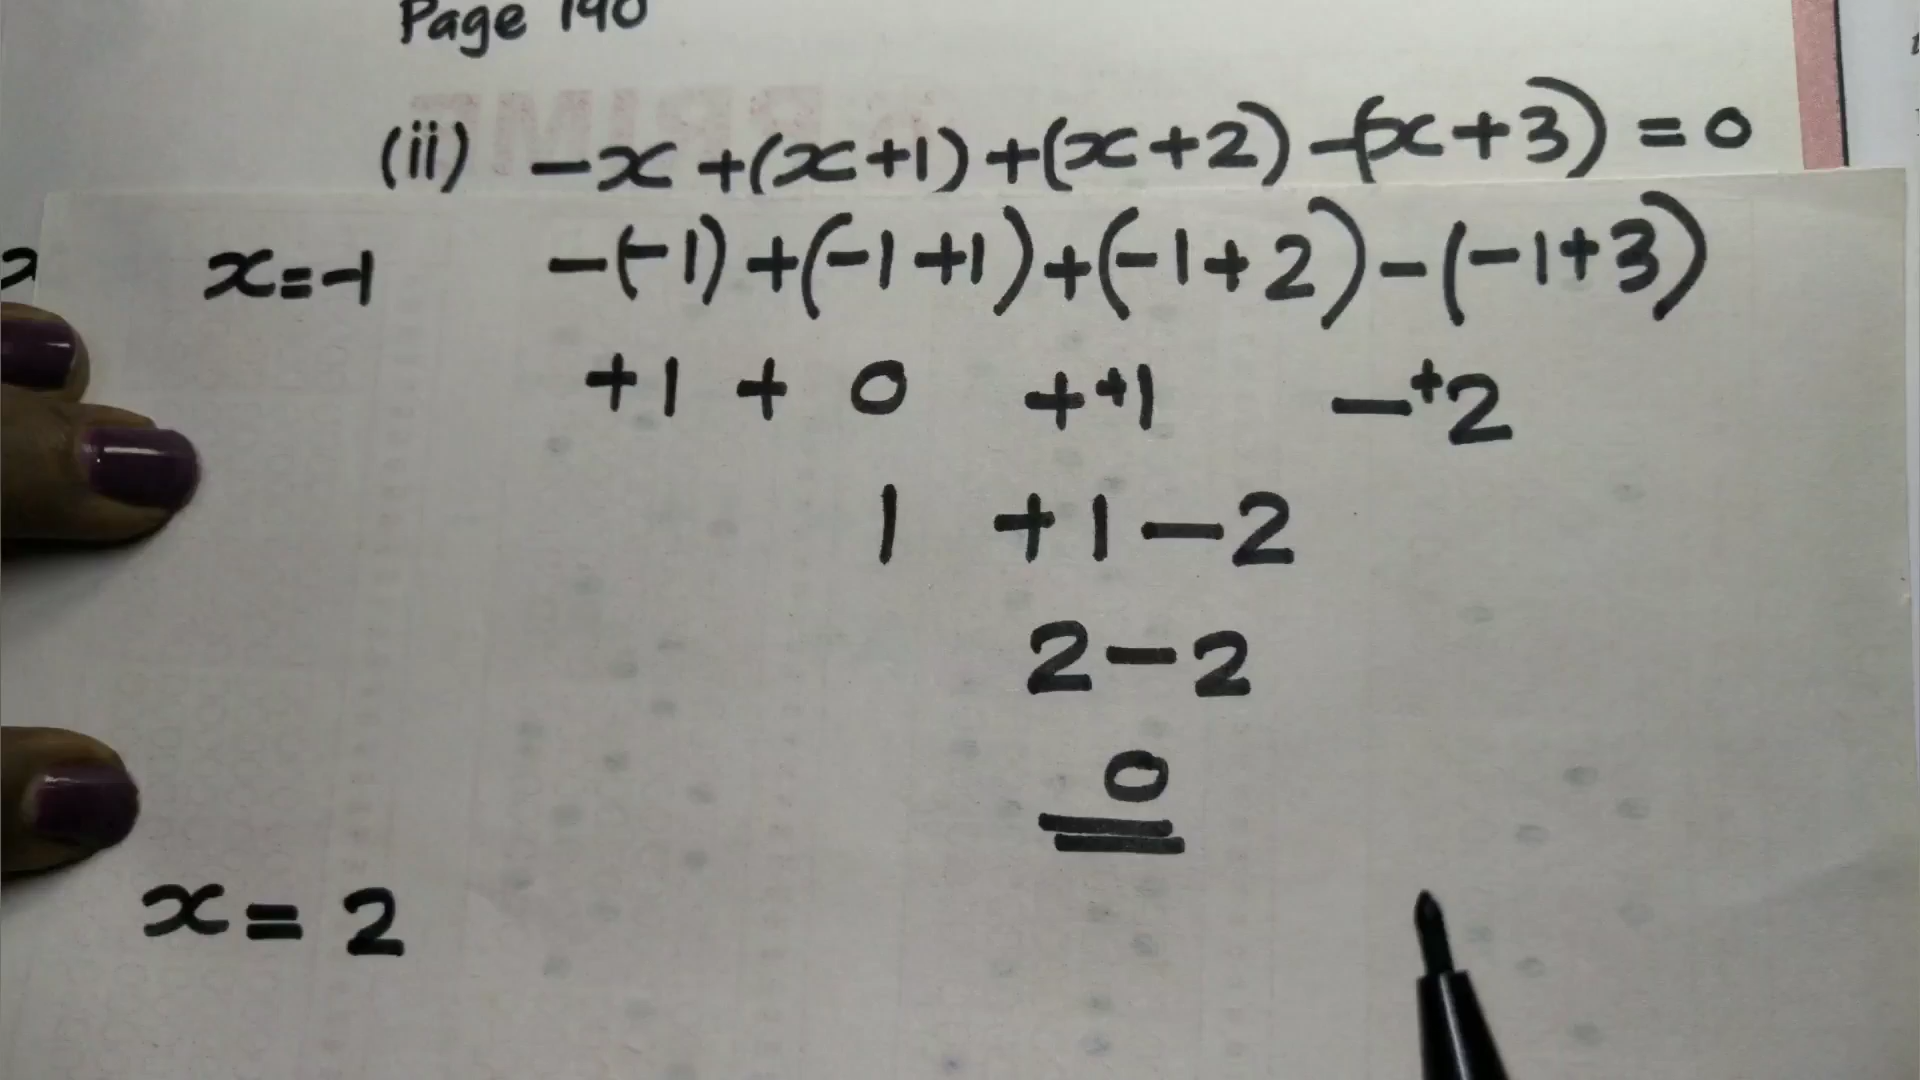 Page 190
(ii) -x +(x+1) +(x+2) -(x+3) = 0
x=-1 -(-1) +(-1+1)+(-1+2)-(-1+3)
+1 + 0 ++1 -+2
1 +1-2
2-2
0
x= 2